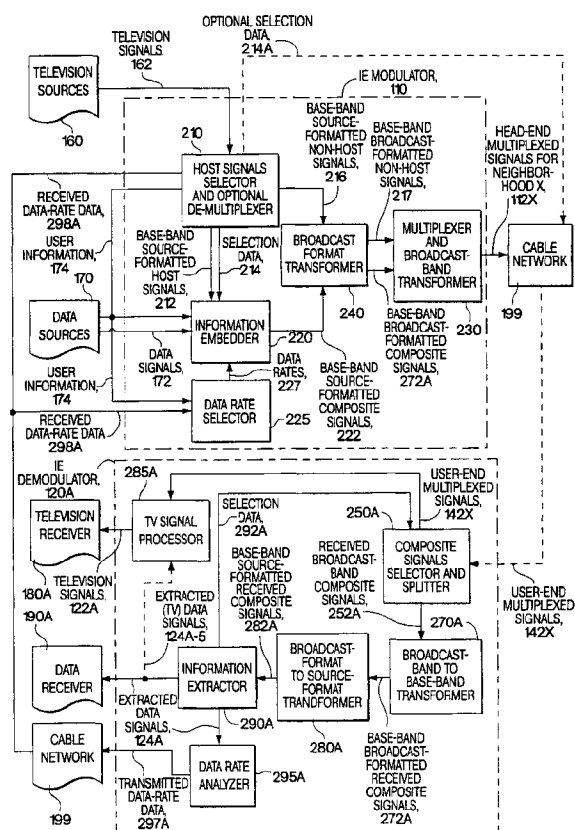 OPTIONAL SELECTION
DATA,
214A
TELEVISION
SIGNALS,
162
TELEVISION
SOURCES
160
IE MODULATOR,
110
210
HOST SIGNALS
SELECTOR
AND OPTIONAL
DE-MULTIPLEXER
BASE-BAND
SOURCE-
FORMATTED
NON-HOST
SIGNALS, 216
BASE-BAND
BROADCAST-
FORMATTED
NON-HOST
SIGNALS,
217
HEAD-END
MULTIPLEXED
SIGNALS FOR
NEIGHBOR-
HOOD X,
112X
RECEIVED
DATA-RATE DATA,
298A
USER
INFORMATION,
174
BASE-BAND
SOURCE-
FORMATTED
HOST
SIGNALS,
212
SELECTION
DATA,
214
BROADCAST
FORMAT
TRANSFORMER
240
MULTIPLEXER
AND
BROADCAST-
BAND
TRANSFORMER
230
CABLE
NETWORK
199
170
DATA
SOURCES
DATA
SIGNALS,
172
INFORMATION
EMBEDDER
220
DATA
RATES,
227
BASE-BAND
SOURCE-
FORMATTED
COMPOSITE
SIGNALS,
222
BASE-BAND
BROADCAST-
FORMATTED
COMPOSITE
SIGNALS,
272A
USER
INFORMATION,
174
DATA RATE
SELECTOR
225
RECEIVED
DATA-RATE DATA
298A
IE
DEMODULATOR,
120A
285A
TELEVISION
RECEIVER
180A
TV SIGNAL
PROCESSOR
TELEVISION
SIGNALS,
122A
SELECTION
DATA,
292A
USER-END
MULTIPLEXED
SIGNALS, 142X
250A
COMPOSITE
SIGNALS
SELECTOR AND
SPLITTER
USER-END
MULTIPLEXED
SIGNALS,
142X
EXTRACTED
(TV) DATA
SIGNALS,
124A-5
BASE-BAND
SOURCE-
FORMATTED
RECEIVED
COMPOSITE
SIGNALS,
282A
RECEIVED
BROADCAST-
BAND
COMPOSITE
SIGNALS,
252A
270A
190A
DATA
RECEIVER
INFORMATION
EXTRACTOR
290A
BROADCAST-
FORMAT
TO SOURCE-
FORMAT
TRANDFORMER
280A
BROADCAST-
BAND TO
BASE-BAND
TRANSFORMER
EXTRACTED
DATA
SIGNALS,
124A
DATA RATE
ANALYZER
295A
BASE-BAND
BROADCAST-
FORMATTED
RECEIVED
COMPOSITE
SIGNALS,
272A
CABLE
NETWORK
199
TRANSMITTED
DATA-RATE
DATA,
297A